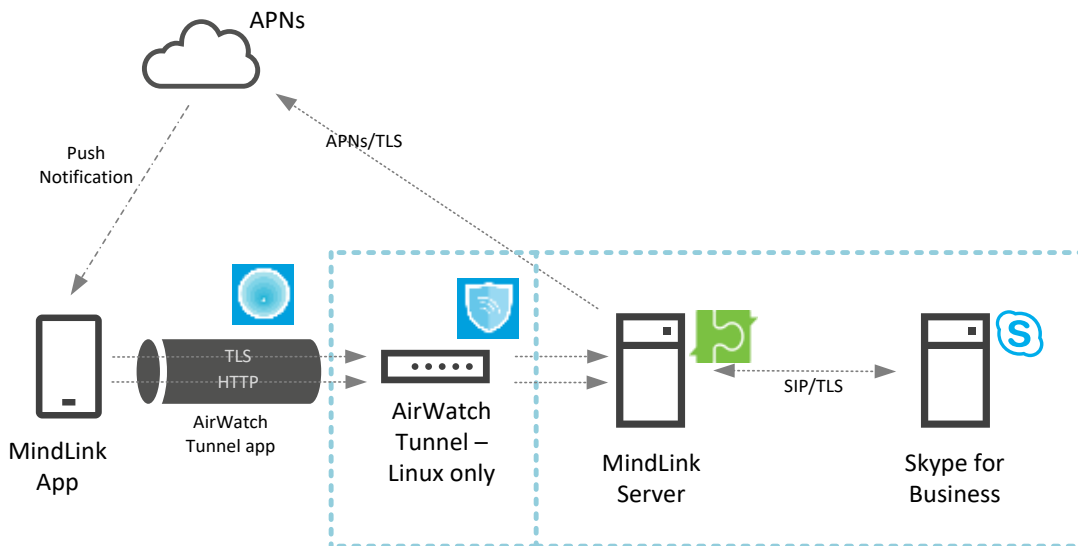 APNs
APNs/TLS
Push
Notification
TLS
HTTP
AirWatch
Tunnel app
MindLink
App
AirWatch
Tunnel –
Linux only
MindLink
Server
SIP/TLS
S
Skype for
Business